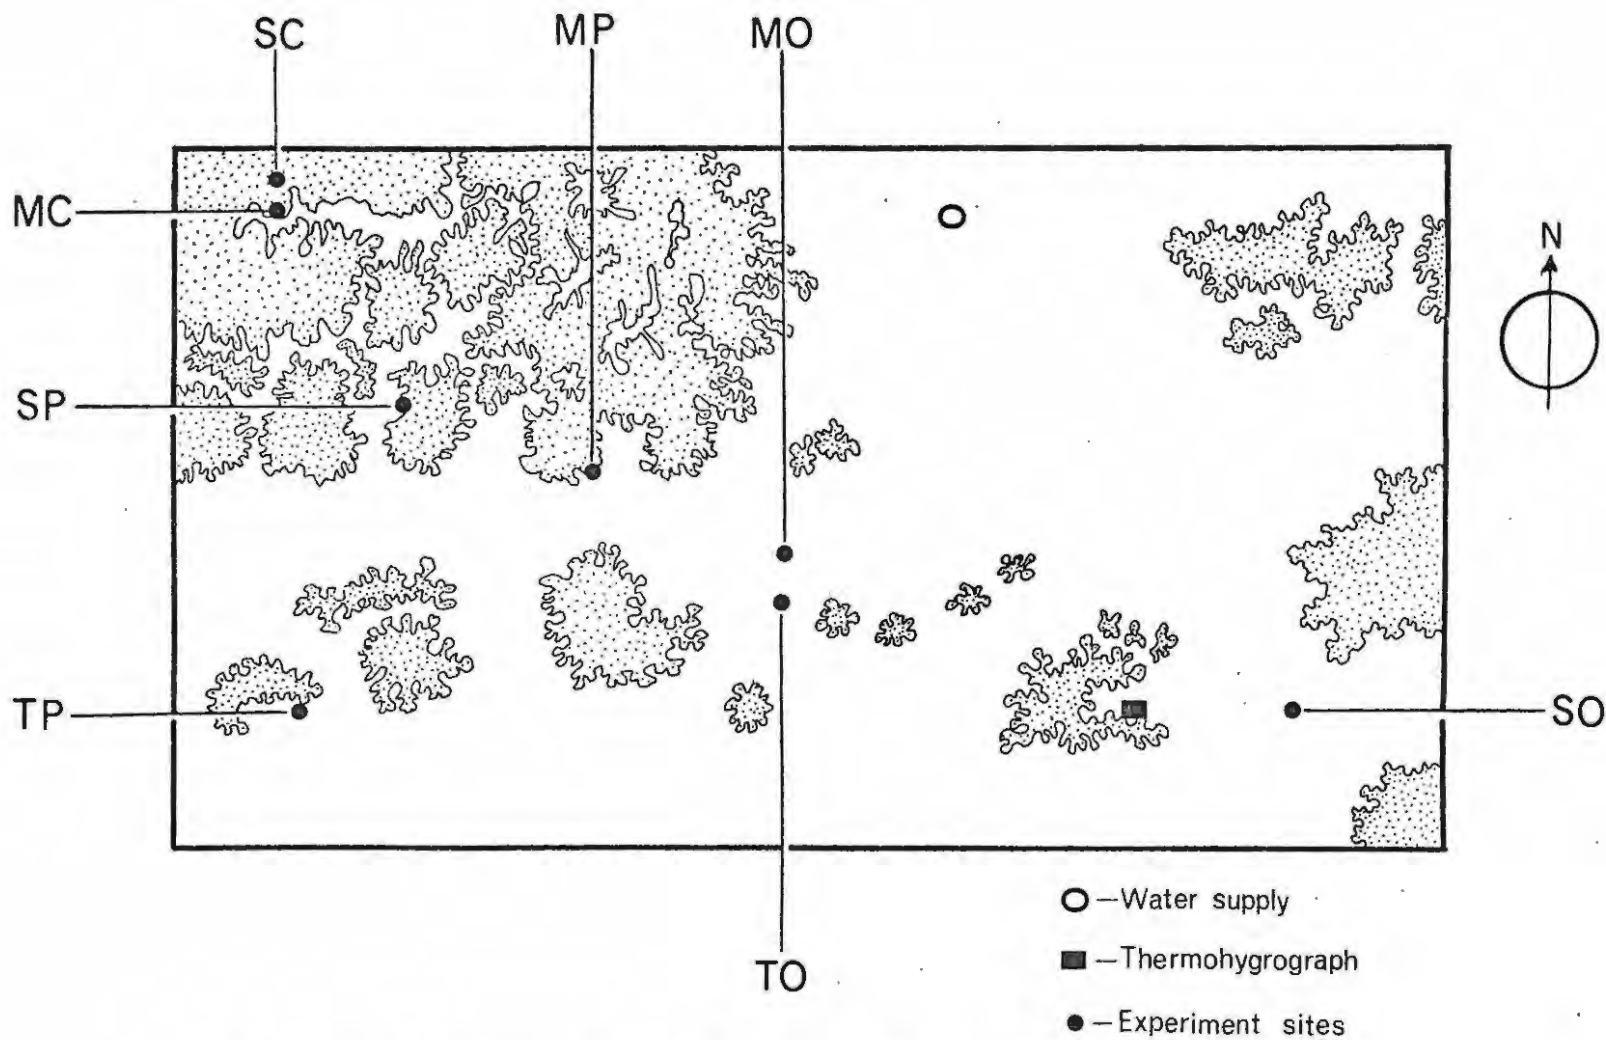 SC MP MO
MC
N
SP
TP
SO
TO
—Water supply
—Thermohygrograph
—Experiment sites